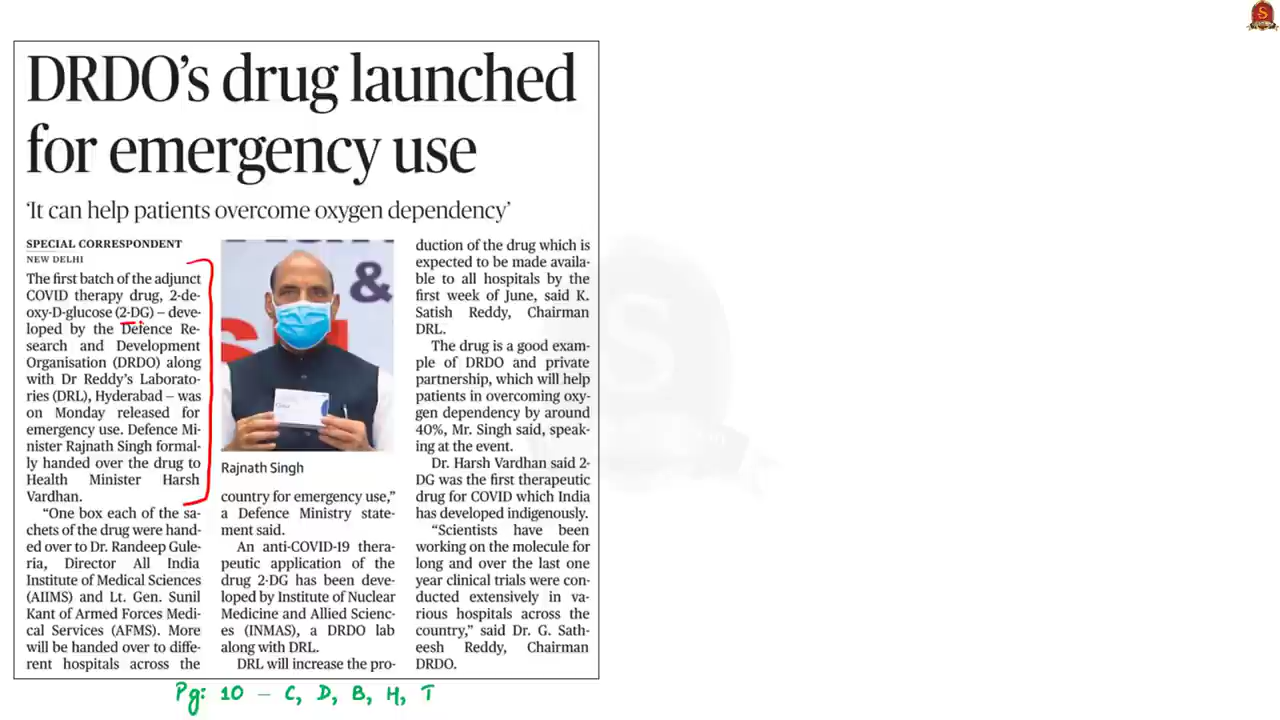 DRDO's drug launched
for emergency use
'It can help patients overcome oxygen dependency'
SPECIAL CORRESPONDENT
NEW DELHI
The first batch of the adjunct
COVID therapy drug, 2-de-
oxy-D-glucose (2-DG) – deve-
loped by the Defence Re-
search and Development
Organisation (DRDO) along
with Dr Reddy's Laborato-
ries (DRL), Hyderabad – was
on Monday released for
emergency use. Defence Mi-
nister Rajnath Singh formal-
ly handed over the drug to
Health Minister Harsh
Vardhan.
"One box each of the sa-
chets of the drug were hand-
ed over to Dr. Randeep Gule-
ria, Director All India
Institute of Medical Sciences
(AIIMS) and Lt. Gen. Sunil
Kant of Armed Forces Medi-
cal Services (AFMS). More
will be handed over to diffe-
rent hospitals across the
&
Rajnath Singh
country for emergency use,"
a Defence Ministry state-
ment said.
An anti-COVID-19 thera-
peutic application of the
drug 2-DG has been deve-
loped by Institute of Nuclear
Medicine and Allied Scienc-
es (INMAS), a DRDO lab
along with DRL.
DRL will increase the pro-
duction of the drug which is
expected to be made availa-
ble to all hospitals by the
first week of June, said K.
Satish Reddy, Chairman
DRL.
The drug is a good exam-
ple of DRDO and private
partnership, which will help
patients in overcoming oxy-
gen dependency by around
40%, Mr. Singh said, speak-
ing at the event.
Dr. Harsh Vardhan said 2-
DG was the first therapeutic
drug for COVID which India
has developed indigenously.
"Scientists have been
working on the molecule for
long and over the last one
year clinical trials were con-
ducted extensively in va-
rious hospitals across the
country," said Dr. G. Sath-
eesh Reddy, Chairman
DRDO.
Pg: 10 – C, D, B, H, T
S